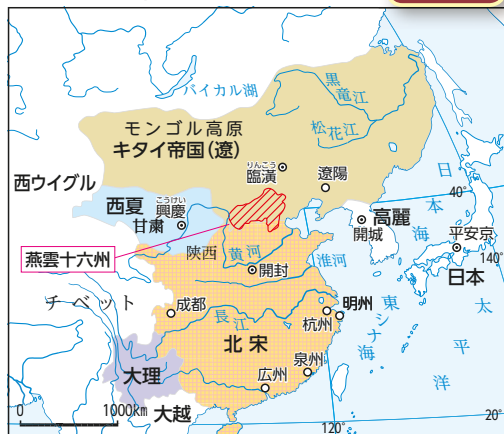 バイカル湖
黒竜江
モンゴル高原
キタイ帝国(遼)
松花江
りんこう
臨潢
遼陽
西ウイグル
西夏
こうけい
興慶
甘粛
40°
日本海
高麗
開城
平安京
140°
日本
燕雲十六州
陝西
黄河
淮河
開封
チベット
成都
長江
杭州
明州
東シナ海
太平洋
北宋
大理
泉州
広州
大越
0
1000km
120°
20°